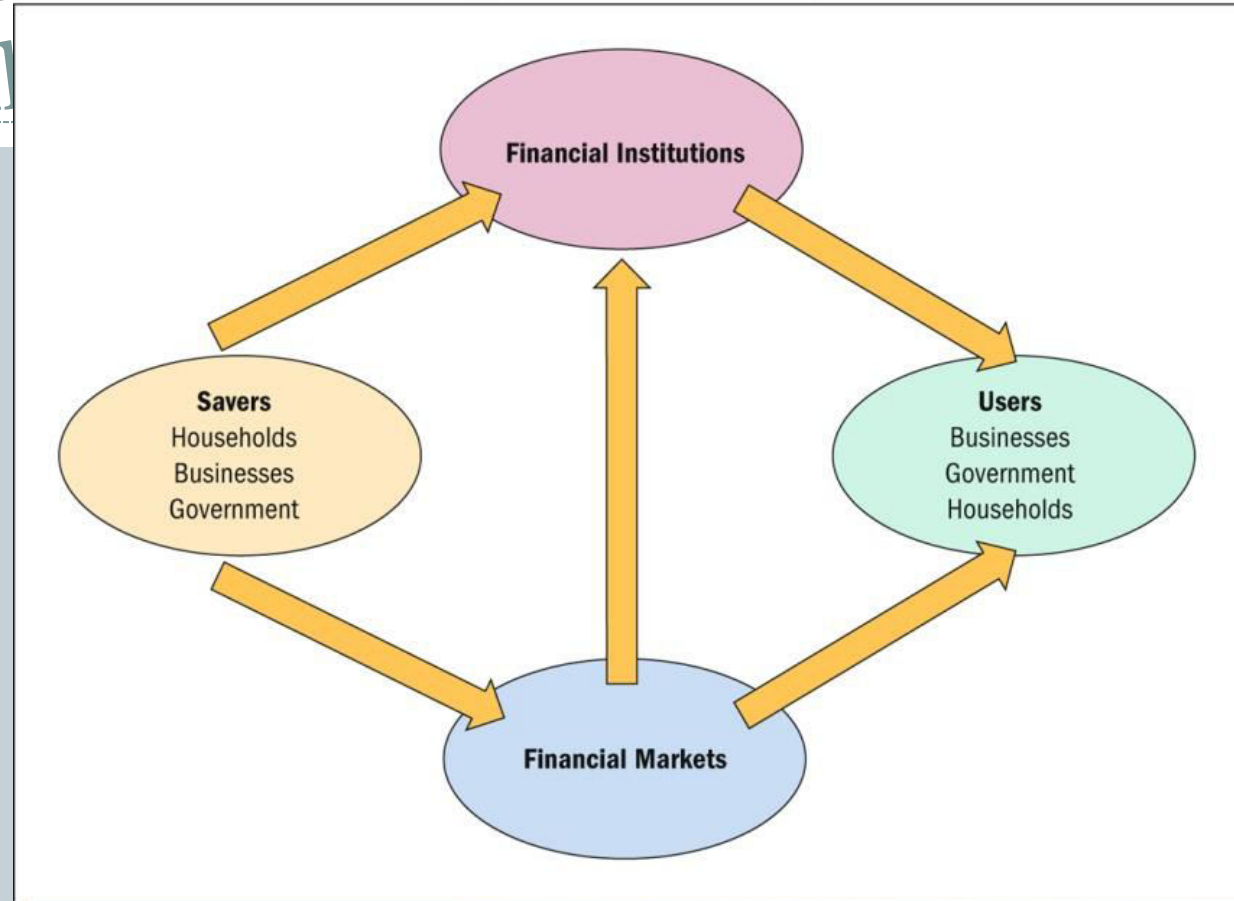 Financial Institutions
Savers
Households
Businesses
Government
Users
Businesses
Government
Households
Financial Markets